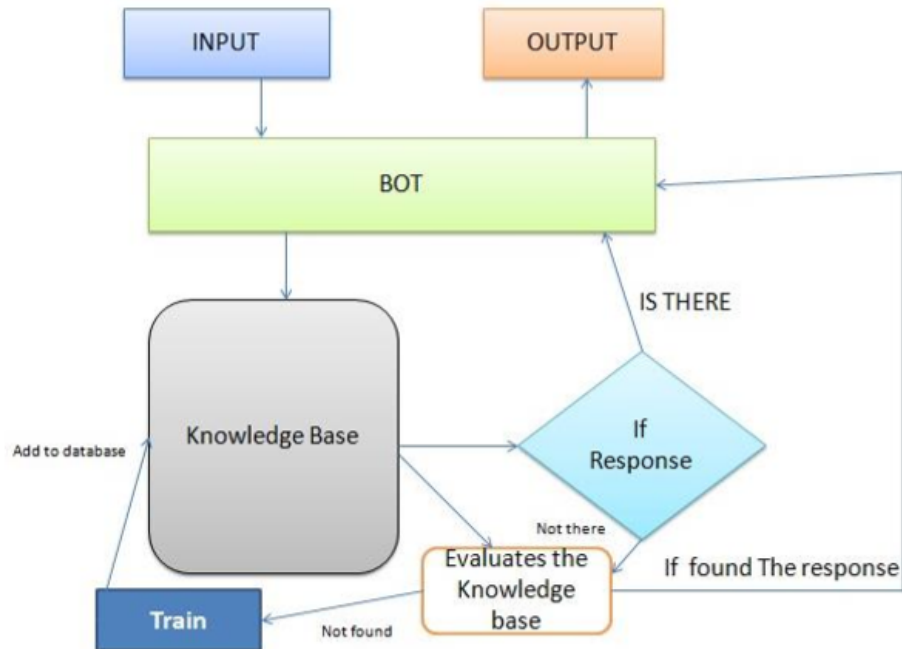 INPUT
OUTPUT
BOT
IS THERE
Knowledge Base
If
Response
Add to database
Not there
Evaluates the
Knowledge
base
If found The response
Train
Not found